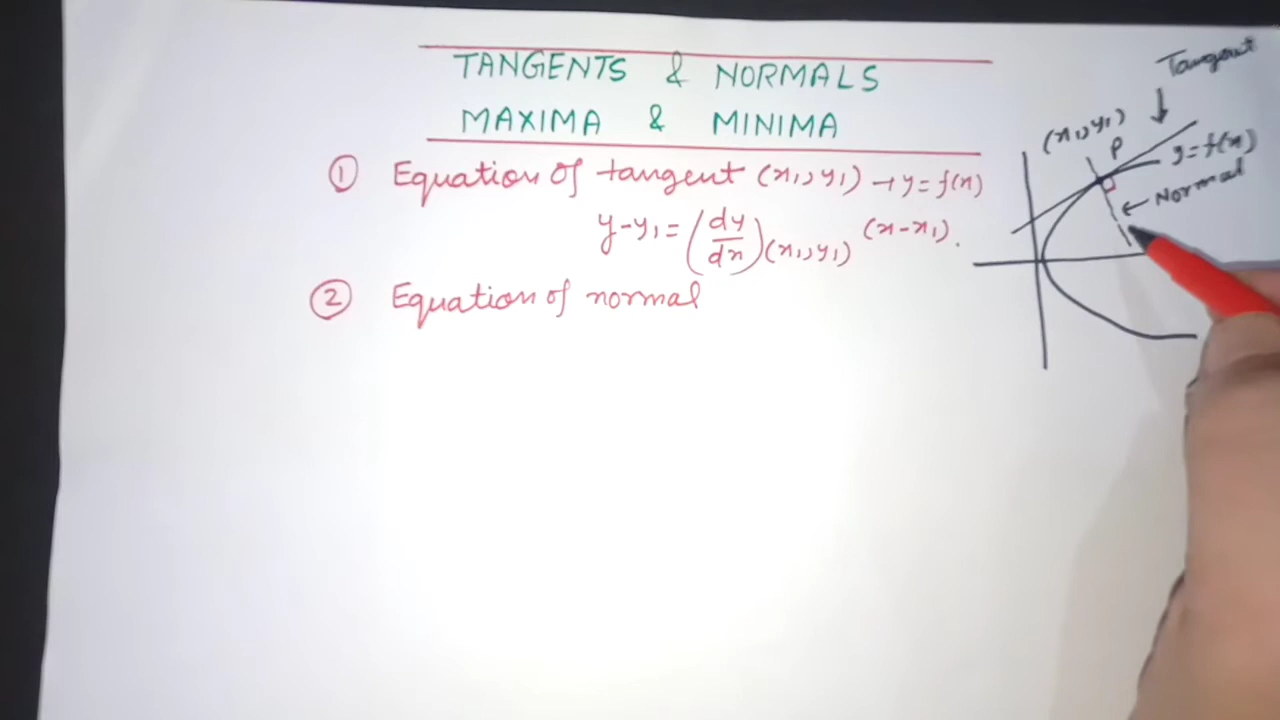 TANGENTS & NORMALS
MAXIMA & MINIMA
① Equation of tangent (x₁, y₁) → y = f(x)
y-y₁ = (dy/dx)(x₁, y₁) (x-x₁).
② Equation of normal
Tangent
(x₁, y₁)
P
y = f(x)
← Normal